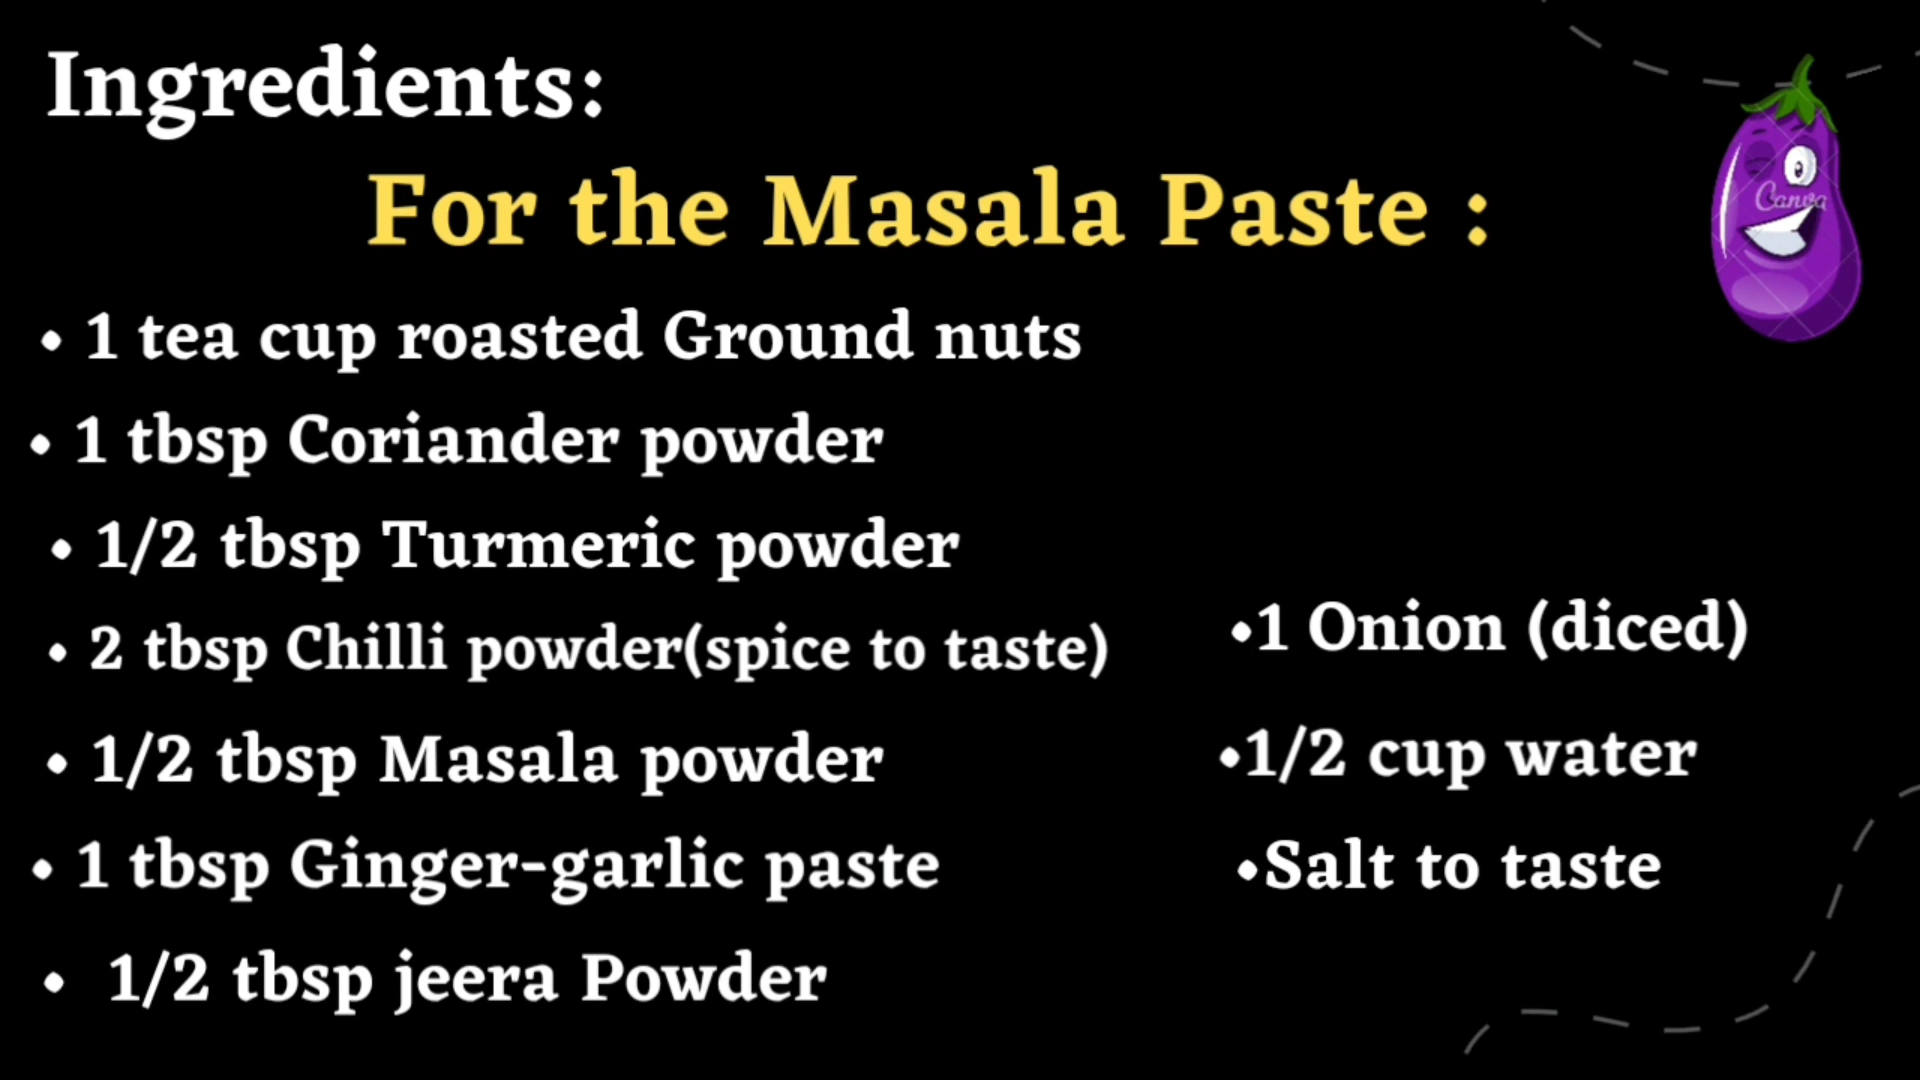 Ingredients:
For the Masala Paste :
Canva
• 1 tea cup roasted Ground nuts
• 1 tbsp Coriander powder
• 1/2 tbsp Turmeric powder
• 2 tbsp Chilli powder(spice to taste)
• 1/2 tbsp Masala powder
• 1 tbsp Ginger-garlic paste
• 1/2 tbsp jeera Powder
•1 Onion (diced)
•1/2 cup water
•Salt to taste